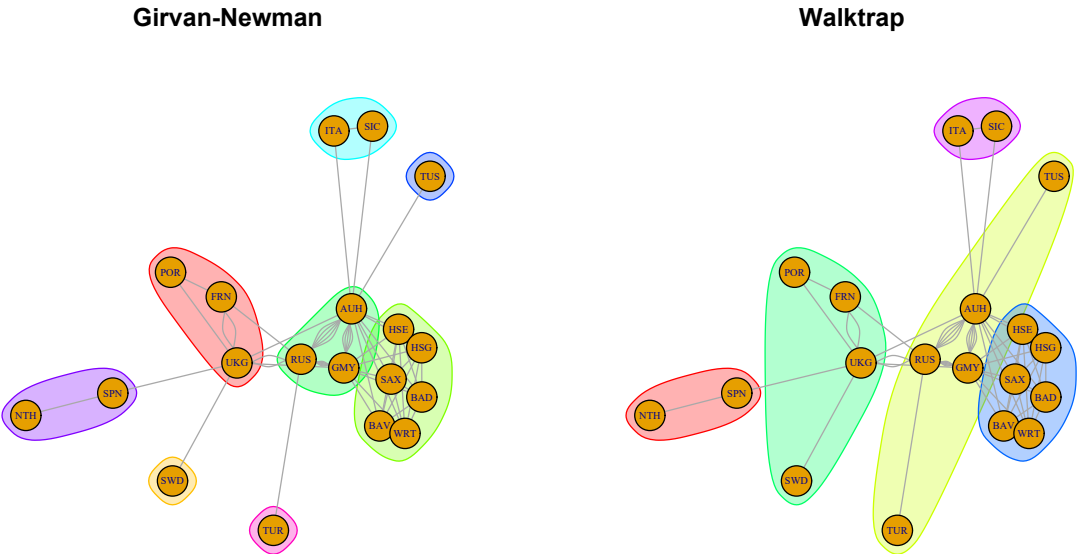 Girvan-Newman
ITA
SIC
TUS
POR
FRN
AUH
HSE
HSG
UKG
RUS
GMY
SAX
SPN
BAD
NTH
BAV
WRT
SWD
TUR
Walktrap
ITA
SIC
TUS
POR
FRN
AUH
HSE
HSG
UKG
RUS
GMY
SAX
SPN
BAD
NTH
BAV
WRT
SWD
TUR